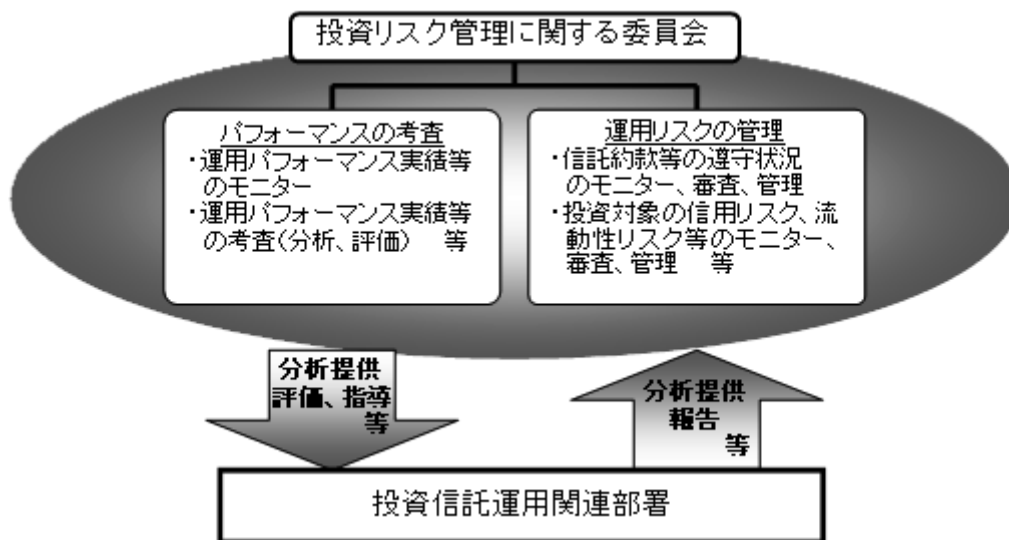 投資リスク管理に関する委員会
パフォーマンスの考査
・運用パフォーマンス実績等
のモニター
・運用パフォーマンス実績等
の考査(分析、評価)　等
運用リスクの管理
・信託約款等の遵守状況
のモニター、審査、管理
・投資対象の信用リスク、流
動性リスク等のモニター、
審査、管理　等
分析提供
評価、指導
等
分析提供
報告
等
投資信託運用関連部署